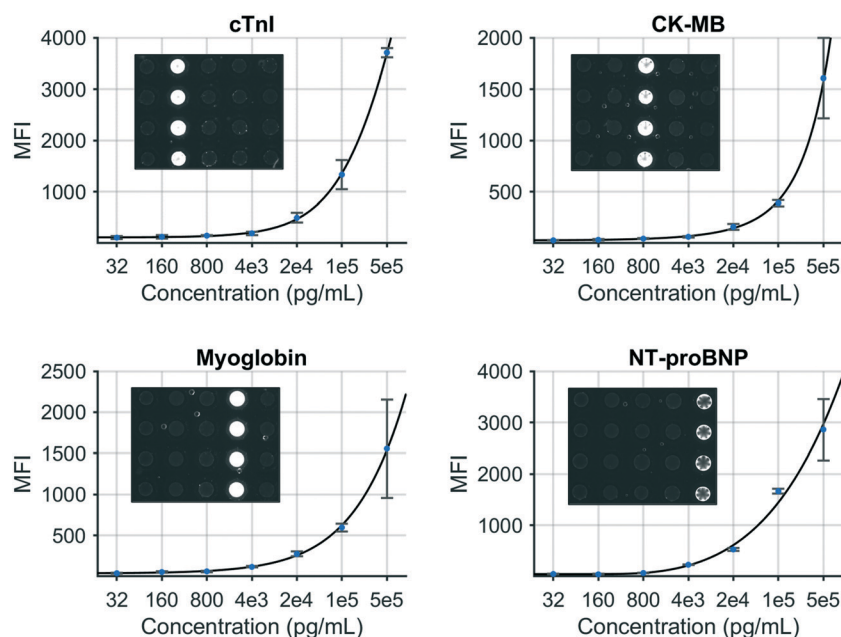 cTnI
4000
3000
2000
1000
MFI
32 160 800 4e3 2e4 1e5 5e5
Concentration (pg/mL)
CK-MB
2000
1500
1000
500
MFI
32 160 800 4e3 2e4 1e5 5e5
Concentration (pg/mL)
Myoglobin
2500
2000
1500
1000
500
MFI
32 160 800 4e3 2e4 1e5 5e5
Concentration (pg/mL)
NT-proBNP
4000
3000
2000
1000
MFI
32 160 800 4e3 2e4 1e5 5e5
Concentration (pg/mL)